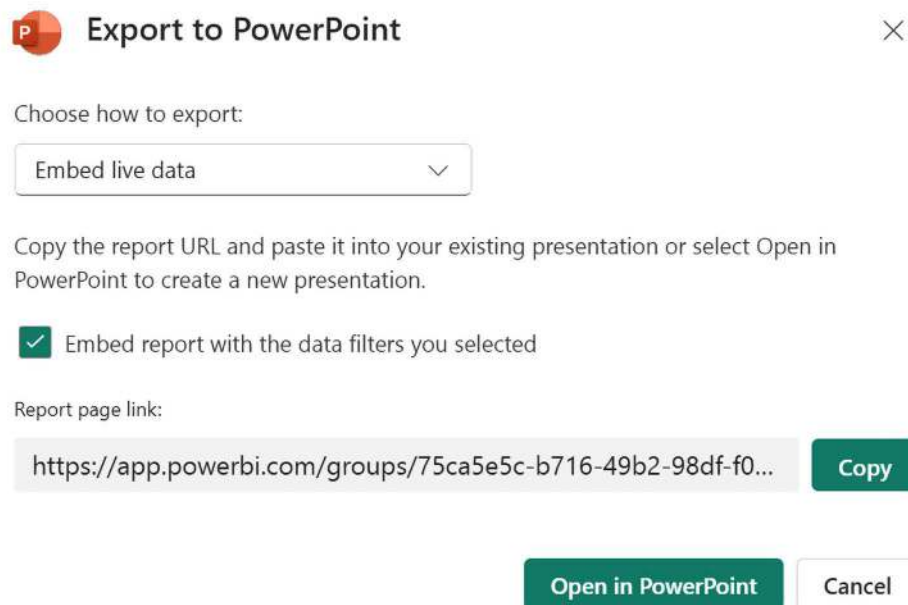 P Export to PowerPoint
Choose how to export:
Embed live data
Copy the report URL and paste it into your existing presentation or select Open in
PowerPoint to create a new presentation.
Embed report with the data filters you selected
Report page link:
https://app.powerbi.com/groups/75ca5e5c-b716-49b2-98df-f0... Copy
Open in PowerPoint Cancel